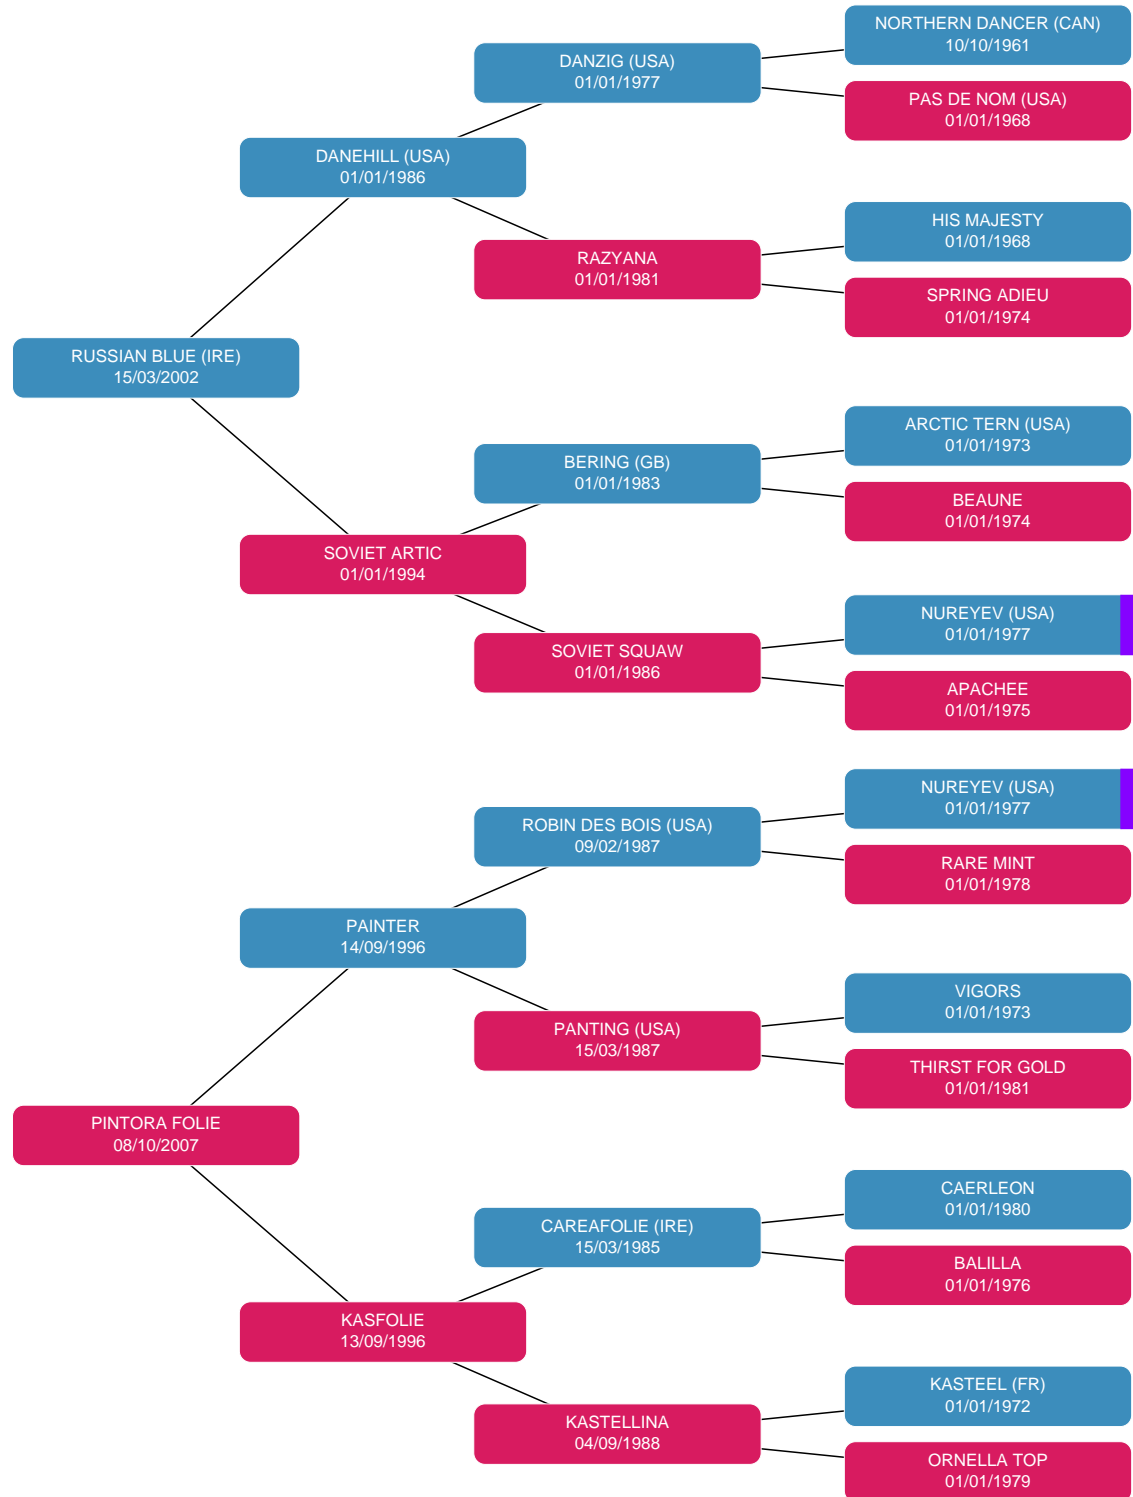 NORTHERN DANCER (CAN)
10/10/1961
DANZIG (USA)
01/01/1977
PAS DE NOM (USA)
01/01/1968
DANEHILL (USA)
01/01/1986
HIS MAJESTY
01/01/1968
RAZYANA
01/01/1981
SPRING ADIEU
01/01/1974
RUSSIAN BLUE (IRE)
15/03/2002
ARCTIC TERN (USA)
01/01/1973
BERING (GB)
01/01/1983
BEAUNE
01/01/1974
SOVIET ARTIC
01/01/1994
NUREYEV (USA)
01/01/1977
SOVIET SQUAW
01/01/1986
APACHEE
01/01/1975
NUREYEV (USA)
01/01/1977
ROBIN DES BOIS (USA)
09/02/1987
RARE MINT
01/01/1978
PAINTER
14/09/1996
VIGORS
01/01/1973
PANTING (USA)
15/03/1987
THIRST FOR GOLD
01/01/1981
PINTORA FOLIE
08/10/2007
CAERLEON
01/01/1980
CAREAFOLIE (IRE)
15/03/1985
BALILLA
01/01/1976
KASFOLIE
13/09/1996
KASTEEL (FR)
01/01/1972
KASTELLINA
04/09/1988
ORNELLA TOP
01/01/1979